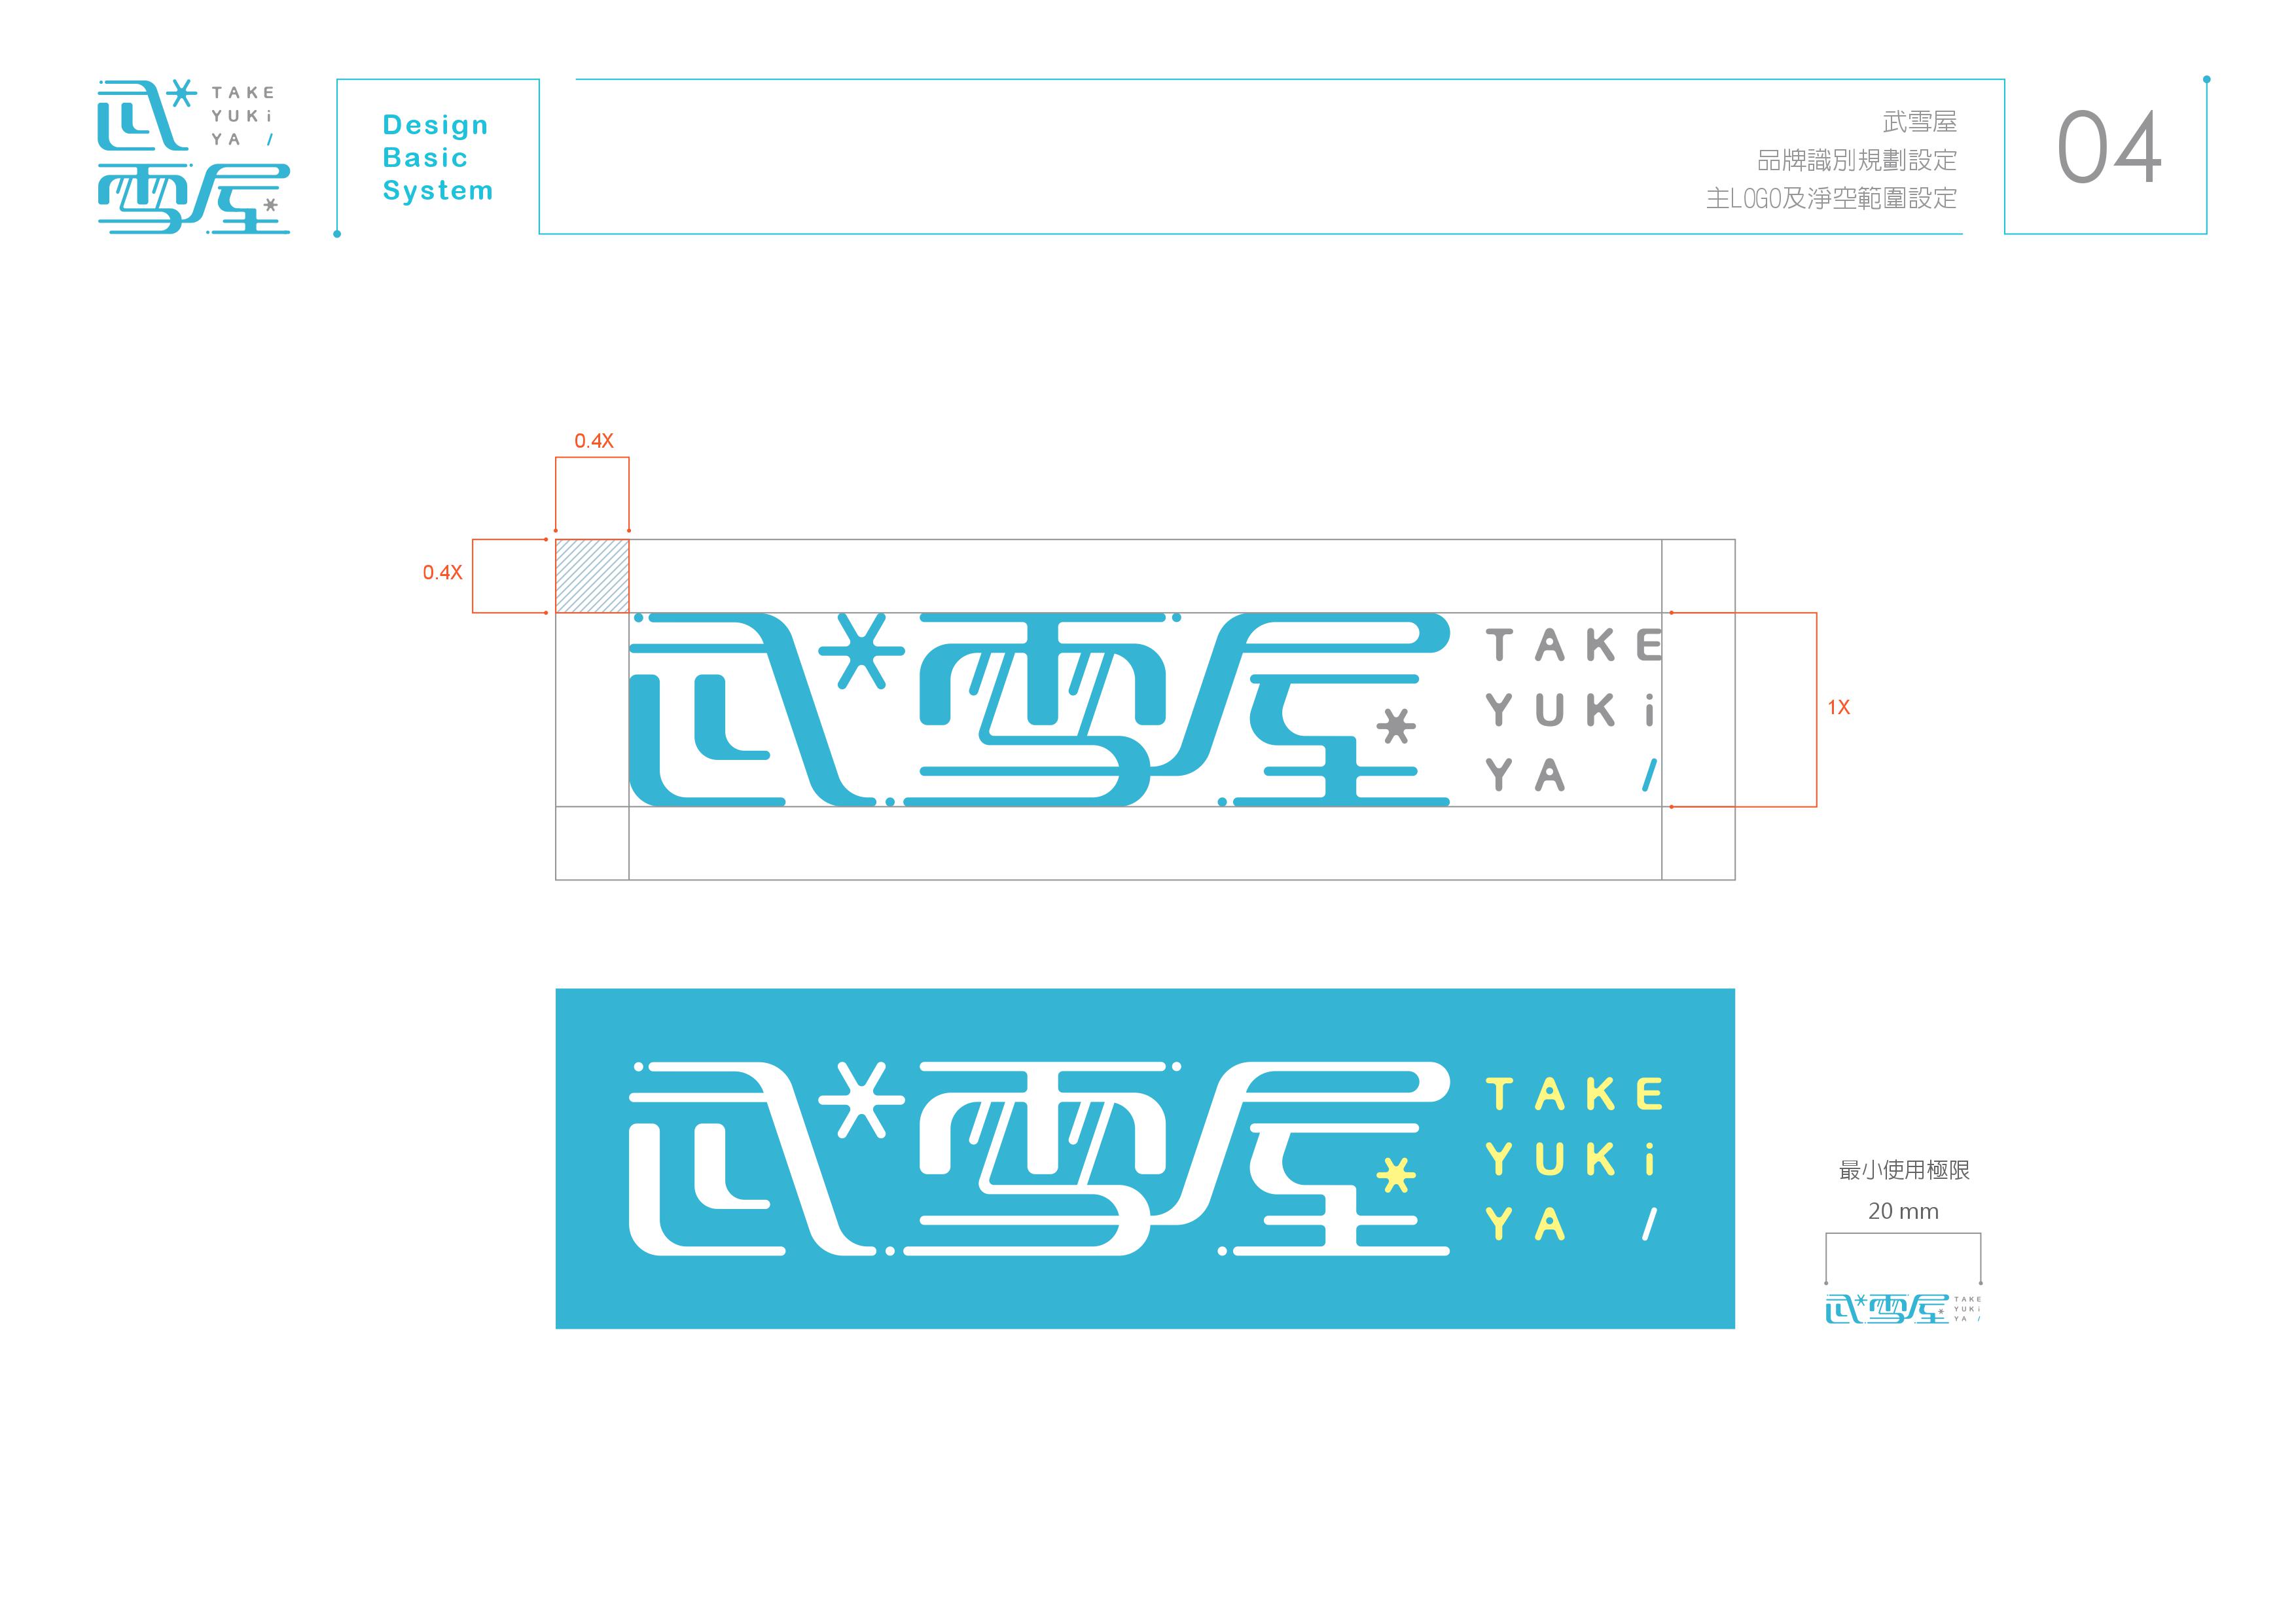 武雪屋
TAKE
YUKi
YA /
Design
Basic
System
武雪屋
品牌識別規劃設定
主LOGO及淨空範圍設定
04
0.4X
0.4X
武雪屋
TAKE
YUKi
YA /
1X
武雪屋
TAKE
YUKi
YA /
最小使用極限
20 mm
武雪屋
TAKE
YUKi
YA /